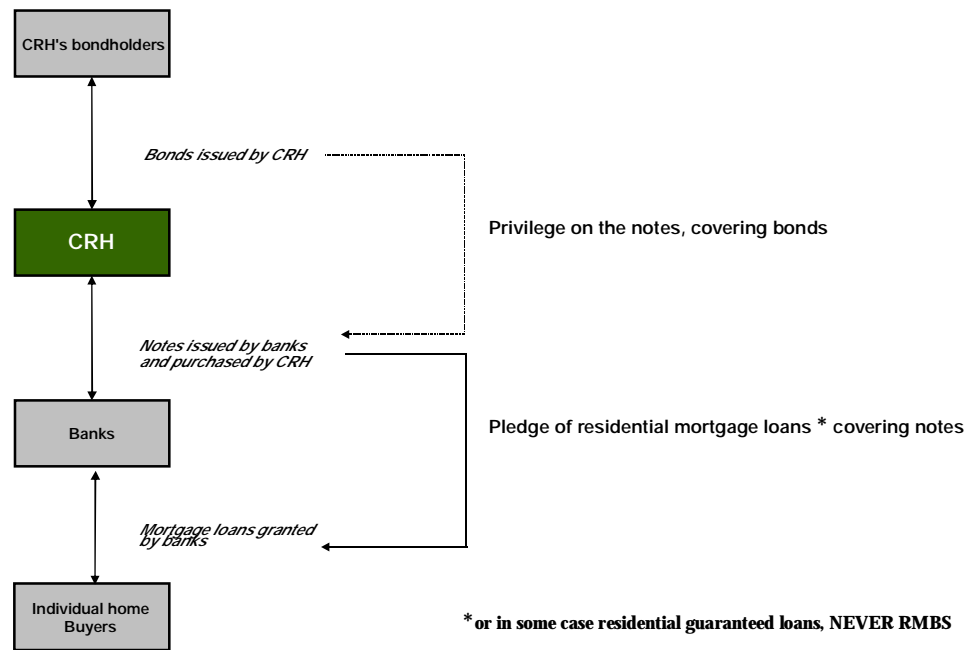 CRH's bondholders
Bonds issued by CRH
Privilege on the notes, covering bonds
CRH
Notes issued by banks
and purchased by CRH
Pledge of residential mortgage loans * covering notes
Banks
Mortgage loans granted
by banks
Individual home
Buyers
*or in some case residential guaranteed loans, NEVER RMBS